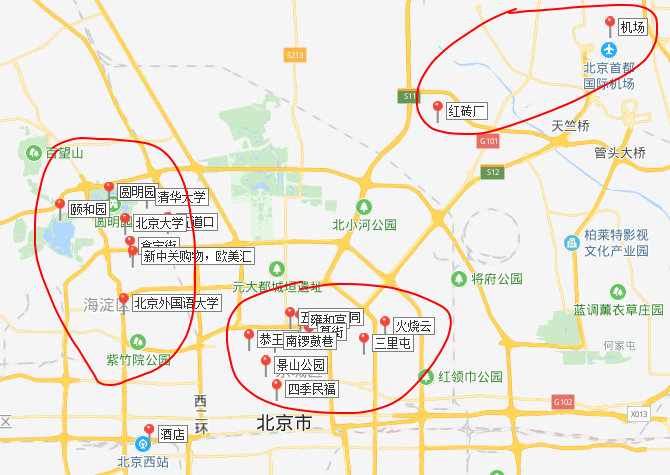 机场
北京首都
国际机场
S213
S11
红砖厂
G101
天竺桥
管头大桥
S12
百望山
圆明园
清华大学
颐和园
圆明园
北京大学
道口
新中关购物，欧美汇
海淀区
北京外国语大学
紫竹院公园
北小河公园
元大都城垣遗址
将府公园
柏莱特影视
文化产业园
蓝调薰衣草庄园
何家屯
雍和宫
同
火烧云
恭王
南锣鼓巷
三里屯
景山公园
四季民福
红领巾公园
G102
X013
西二环
北京市
酒店
北京西站
区